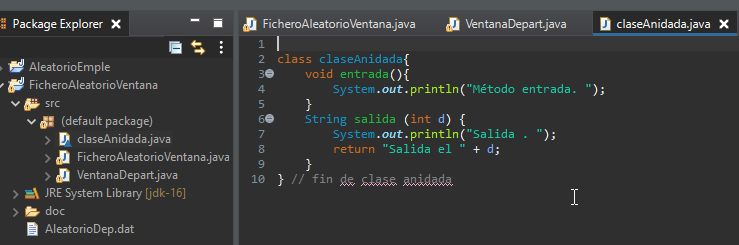 Package Explorer
AleatorioEmple
FicheroAleatorioVentana
src
(default package)
claseAnidada.java
FicheroAleatorioVentana.java
VentanaDepart.java
JRE System Library [jdk-16]
doc
AleatorioDep.dat
FicheroAleatorioVentana.java VentanaDepart.java claseAnidada.java
1
2 class claseAnidada{
3 void entrada(){
4 System.out.println("Método entrada. ");
5 }
6 String salida (int d) {
7 System.out.println("Salida . ");
8 return "Salida el " + d;
9 }
10 } // fin de clase anidada